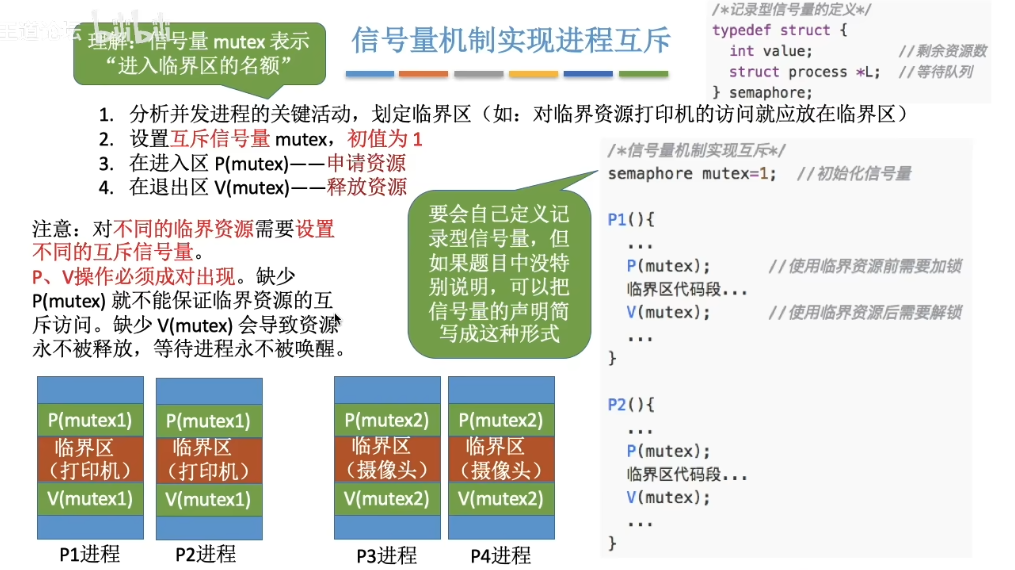 王道论坛 bilibili
理解：信号量 mutex 表示
“进入临界区的名额”
信号量机制实现进程互斥
/*记录型信号量的定义*/
typedef struct {
int value; //剩余资源数
struct process *L; //等待队列
} semaphore;
1. 分析并发进程的关键活动，划定临界区（如：对临界资源打印机的访问就应放在临界区）
2. 设置互斥信号量 mutex，初值为 1
3. 在进入区 P(mutex)——申请资源
4. 在退出区 V(mutex)——释放资源
注意：对不同的临界资源需要设置
不同的互斥信号量。
P、V操作必须成对出现。缺少
P(mutex) 就不能保证临界资源的互
斥访问。缺少 V(mutex) 会导致资源
永不被释放，等待进程永不被唤醒。
要会自己定义记
录型信号量，但
如果题目中没特
别说明，可以把
信号量的声明简
写成这种形式
/*信号量机制实现互斥*/
semaphore mutex=1; //初始化信号量
P1(){
...
P(mutex); //使用临界资源前需要加锁
临界区代码段...
V(mutex); //使用临界资源后需要解锁
...
}
P2(){
...
P(mutex);
临界区代码段...
V(mutex);
...
}
P(mutex1)
临界区
（打印机）
V(mutex1)
P1进程
P(mutex1)
临界区
（打印机）
V(mutex1)
P2进程
P(mutex2)
临界区
（摄像头）
V(mutex2)
P3进程
P(mutex2)
临界区
（摄像头）
V(mutex2)
P4进程